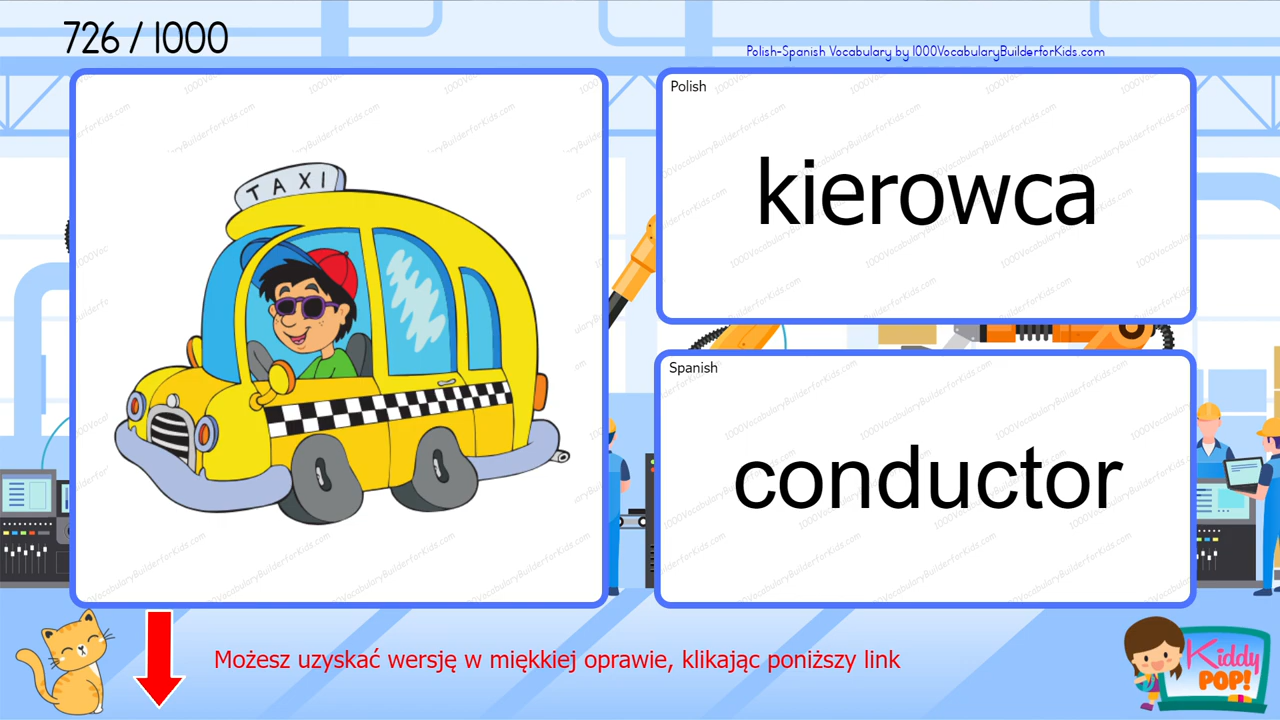 726 / 1000
Polish-Spanish Vocabulary by 1000VocabularyBuilderforKids.com
TAXI
Polish
kierowca
Spanish
conductor
Możesz uzyskać wersję w miękkiej oprawie, klikając poniższy link
Kiddy
POP!